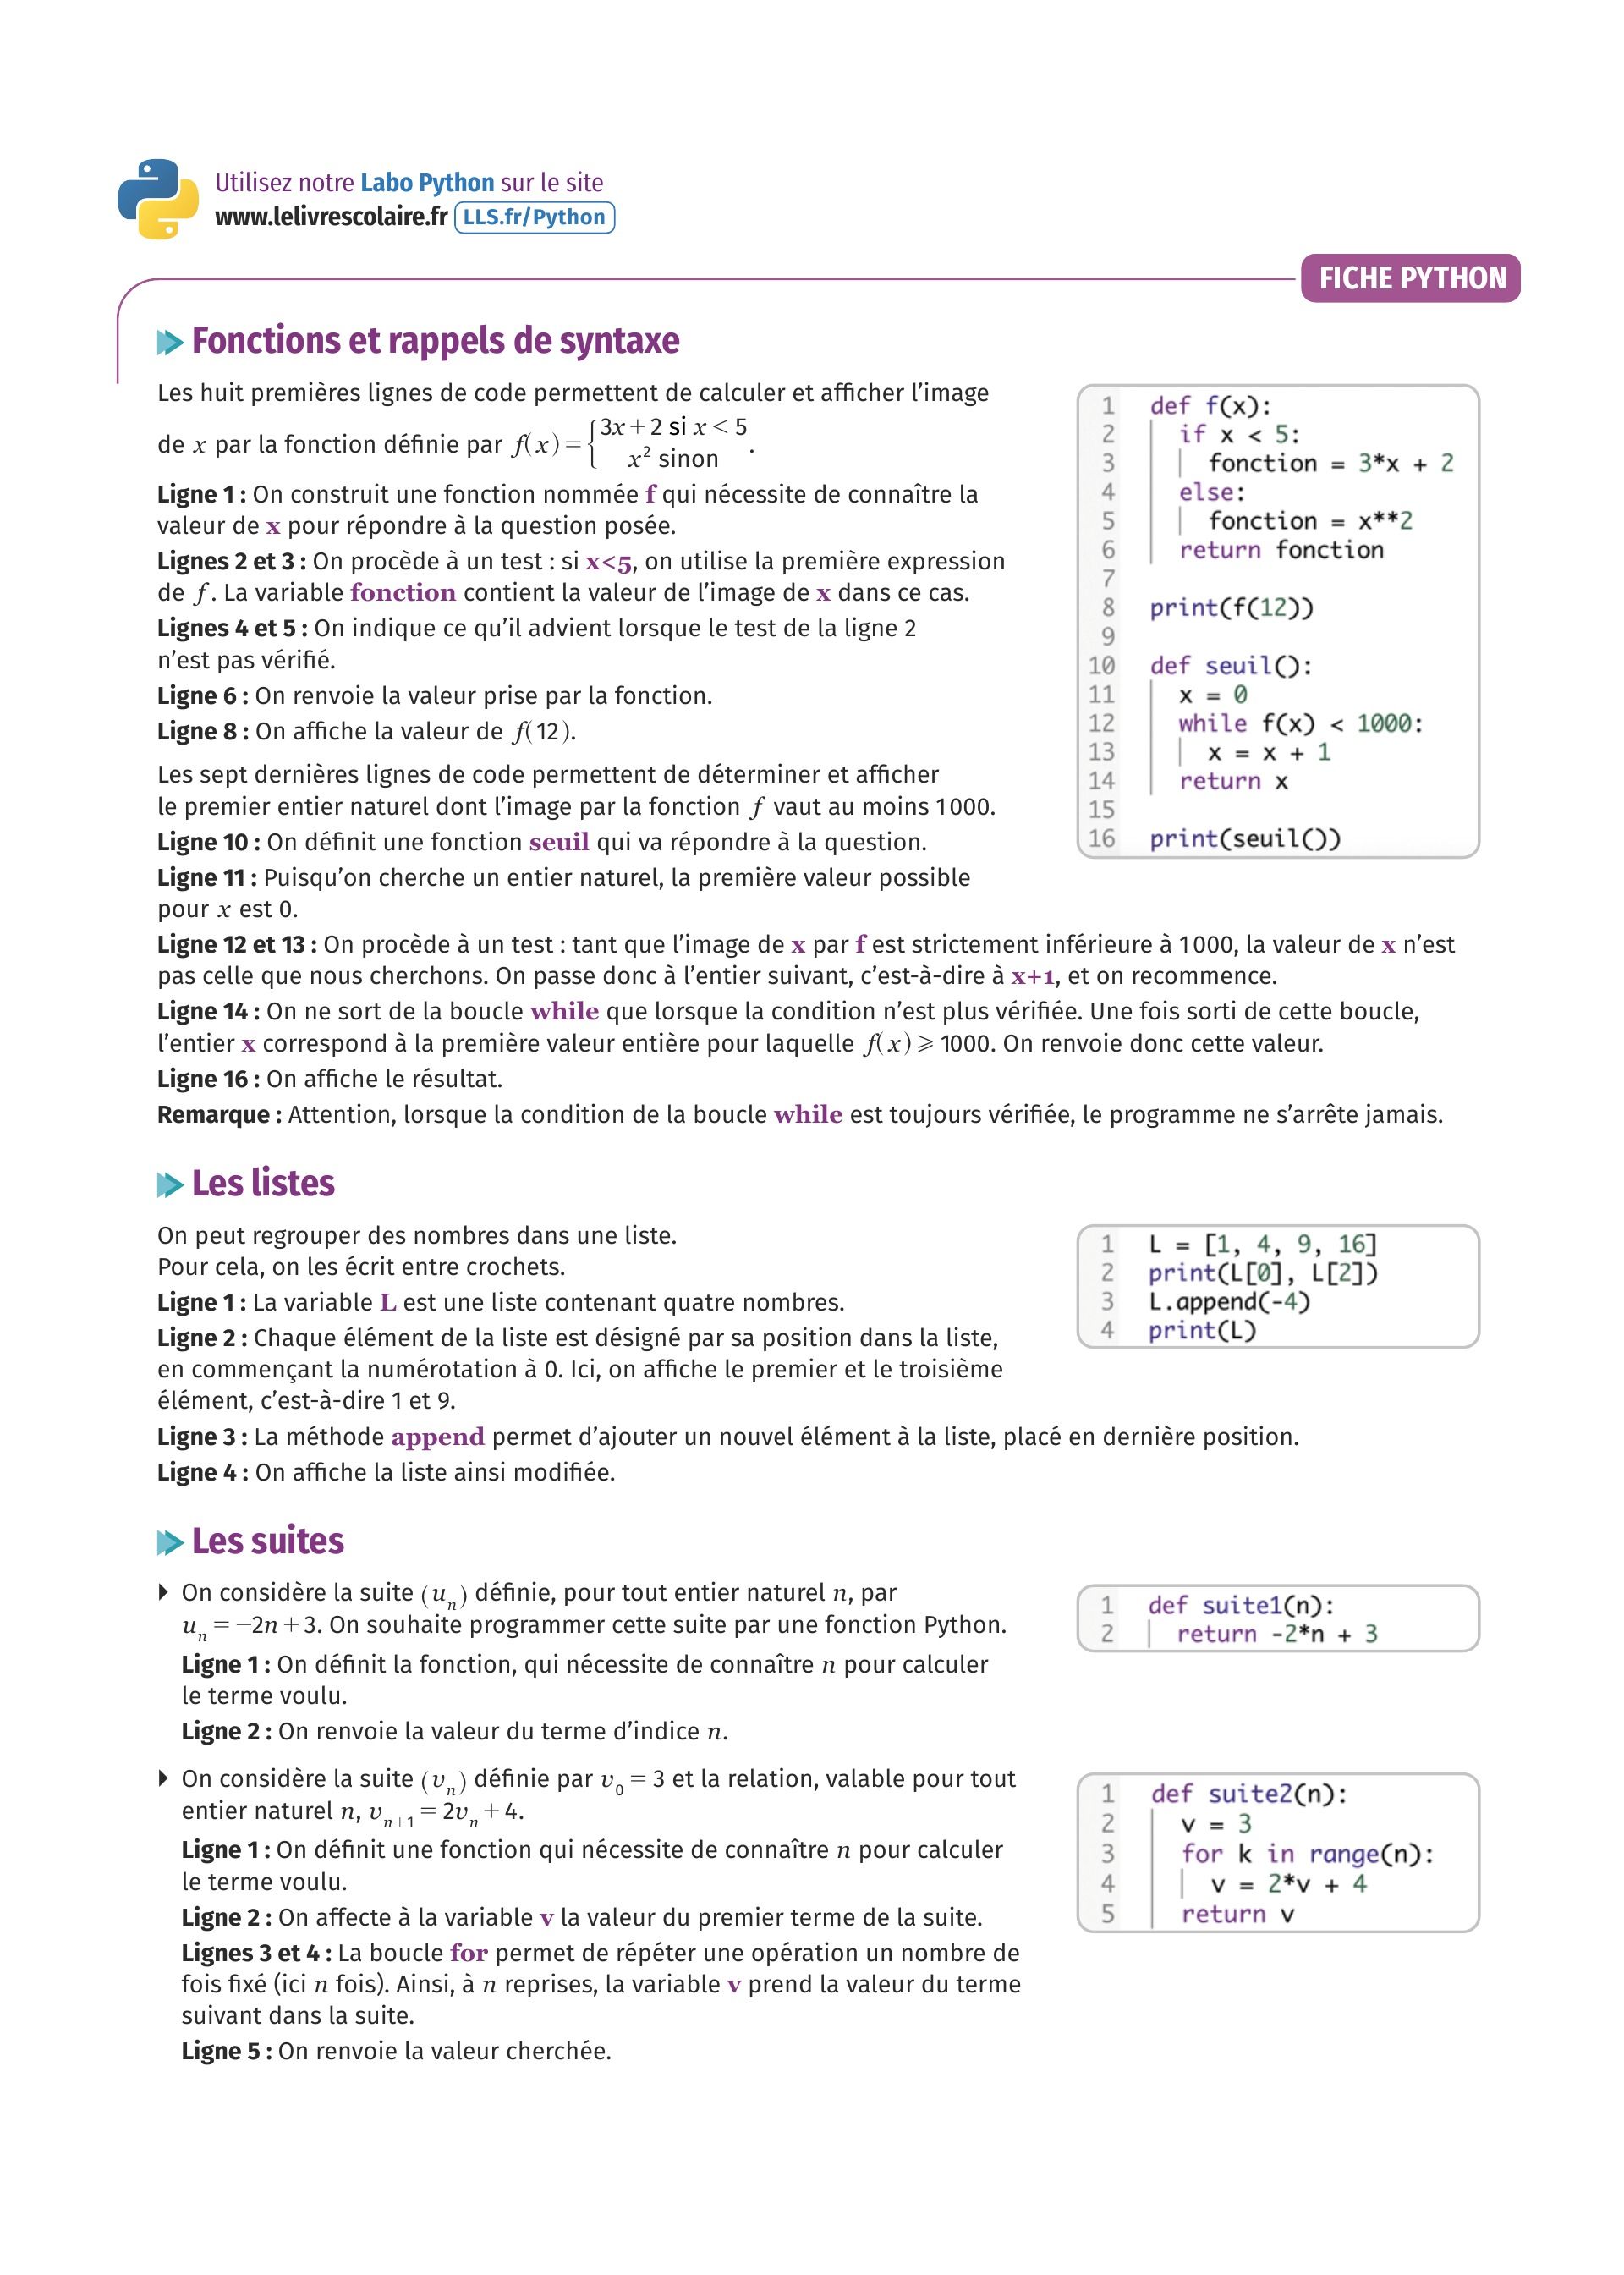 Utilisez notre Labo Python sur le site
www.lelivrescolaire.fr LLS.fr/Python
FICHE PYTHON
Fonctions et rappels de syntaxe
Les huit premières lignes de code permettent de calculer et afficher l'image
de x par la fonction définie par f(x) = { 3x + 2 si x < 5
x² sinon .
Ligne 1 : On construit une fonction nommée f qui nécessite de connaître la
valeur de x pour répondre à la question posée.
Lignes 2 et 3 : On procède à un test : si x<5, on utilise la première expression
de f. La variable fonction contient la valeur de l'image de x dans ce cas.
Lignes 4 et 5 : On indique ce qu'il advient lorsque le test de la ligne 2
n'est pas vérifié.
Ligne 6 : On renvoie la valeur prise par la fonction.
Ligne 8 : On affiche la valeur de f(12).
Les sept dernières lignes de code permettent de déterminer et afficher
le premier entier naturel dont l'image par la fonction f vaut au moins 1 000.
Ligne 10 : On définit une fonction seuil qui va répondre à la question.
Ligne 11 : Puisqu'on cherche un entier naturel, la première valeur possible
pour x est 0.
1 def f(x):
2 if x < 5:
3 fonction = 3*x + 2
4 else:
5 fonction = x**2
6 return fonction
7
8 print(f(12))
9
10 def seuil():
11 x = 0
12 while f(x) < 1000:
13 x = x + 1
14 return x
15
16 print(seuil())
Ligne 12 et 13 : On procède à un test : tant que l'image de x par f est strictement inférieure à 1 000, la valeur de x n'est
pas celle que nous cherchons. On passe donc à l'entier suivant, c'est-à-dire à x+1, et on recommence.
Ligne 14 : On ne sort de la boucle while que lorsque la condition n'est plus vérifiée. Une fois sorti de cette boucle,
l'entier x correspond à la première valeur entière pour laquelle f(x) ⩾ 1000. On renvoie donc cette valeur.
Ligne 16 : On affiche le résultat.
Remarque : Attention, lorsque la condition de la boucle while est toujours vérifiée, le programme ne s'arrête jamais.
Les listes
On peut regrouper des nombres dans une liste.
Pour cela, on les écrit entre crochets.
Ligne 1 : La variable L est une liste contenant quatre nombres.
Ligne 2 : Chaque élément de la liste est désigné par sa position dans la liste,
en commençant la numérotation à 0. Ici, on affiche le premier et le troisième
élément, c'est-à-dire 1 et 9.
1 L = [1, 4, 9, 16]
2 print(L[0], L[2])
3 L.append(-4)
4 print(L)
Ligne 3 : La méthode append permet d'ajouter un nouvel élément à la liste, placé en dernière position.
Ligne 4 : On affiche la liste ainsi modifiée.
Les suites
On considère la suite (uₙ) définie, pour tout entier naturel n, par
uₙ = −2n + 3. On souhaite programmer cette suite par une fonction Python.
Ligne 1 : On définit la fonction, qui nécessite de connaître n pour calculer
le terme voulu.
Ligne 2 : On renvoie la valeur du terme d'indice n.
1 def suite1(n):
2 return -2*n + 3
On considère la suite (vₙ) définie par v₀ = 3 et la relation, valable pour tout
entier naturel n, vₙ₊₁ = 2vₙ + 4.
Ligne 1 : On définit une fonction qui nécessite de connaître n pour calculer
le terme voulu.
Ligne 2 : On affecte à la variable v la valeur du premier terme de la suite.
Lignes 3 et 4 : La boucle for permet de répéter une opération un nombre de
fois fixé (ici n fois). Ainsi, à n reprises, la variable v prend la valeur du terme
suivant dans la suite.
Ligne 5 : On renvoie la valeur cherchée.
1 def suite2(n):
2 v = 3
3 for k in range(n):
4 v = 2*v + 4
5 return v